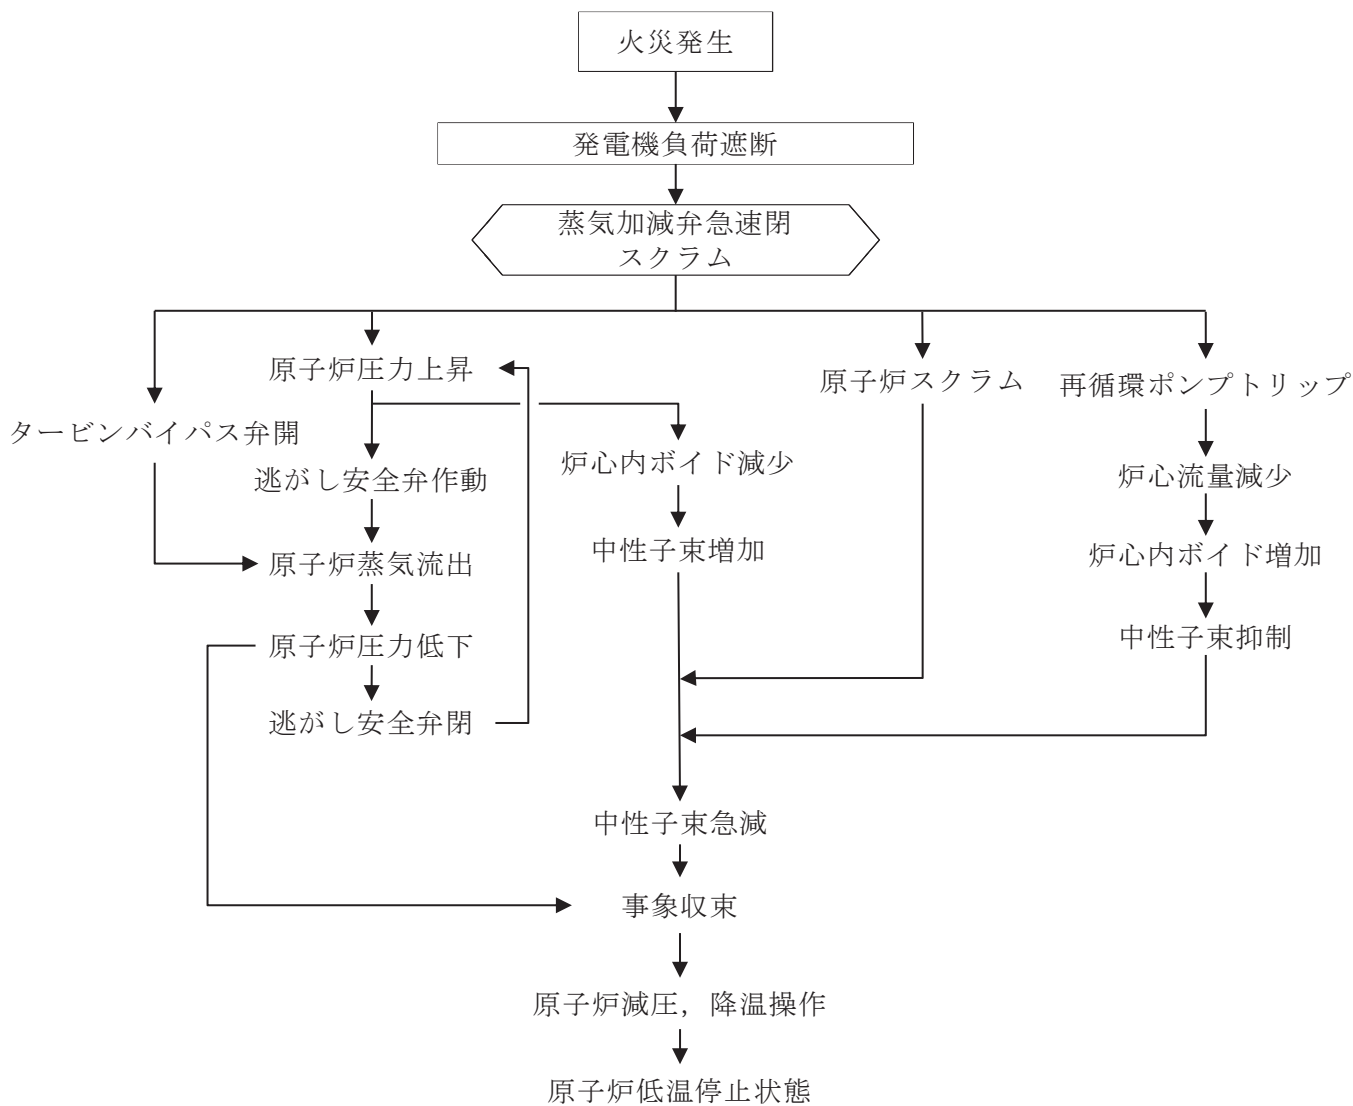 火災発生
発電機負荷遮断
蒸気加減弁急速閉
スクラム
原子炉圧力上昇
原子炉スクラム
再循環ポンプトリップ
タービンバイパス弁開
炉心内ボイド減少
逃がし安全弁作動
炉心流量減少
中性子束増加
原子炉蒸気流出
炉心内ボイド増加
原子炉圧力低下
中性子束抑制
逃がし安全弁閉
中性子束急減
事象収束
原子炉減圧，降温操作
原子炉低温停止状態